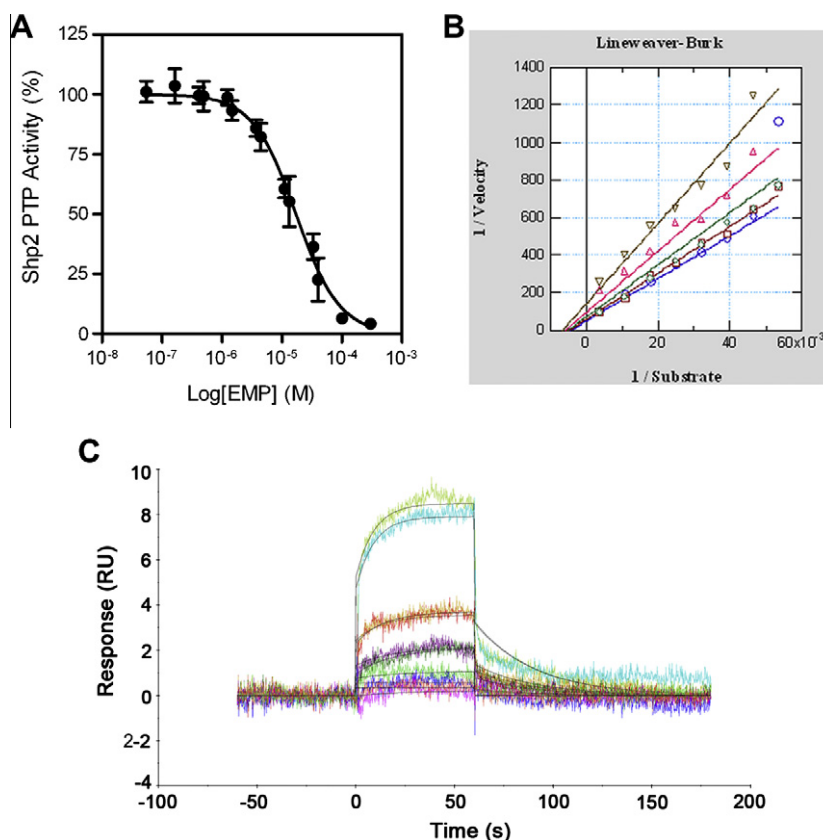 A
Shp2 PTP Activity (%)
125
100
75
50
25
0
10⁻⁸ 10⁻⁷ 10⁻⁶ 10⁻⁵ 10⁻⁴ 10⁻³
Log[EMP] (M)
B
Lineweaver-Burk
1 / Velocity
1400
1200
1000
800
600
400
200
0
0 20 40 60x10⁻³
1 / Substrate
C
Response (RU)
10
8
6
4
2
0
2-2
-4
-100 -50 0 50 100 150 200
Time (s)